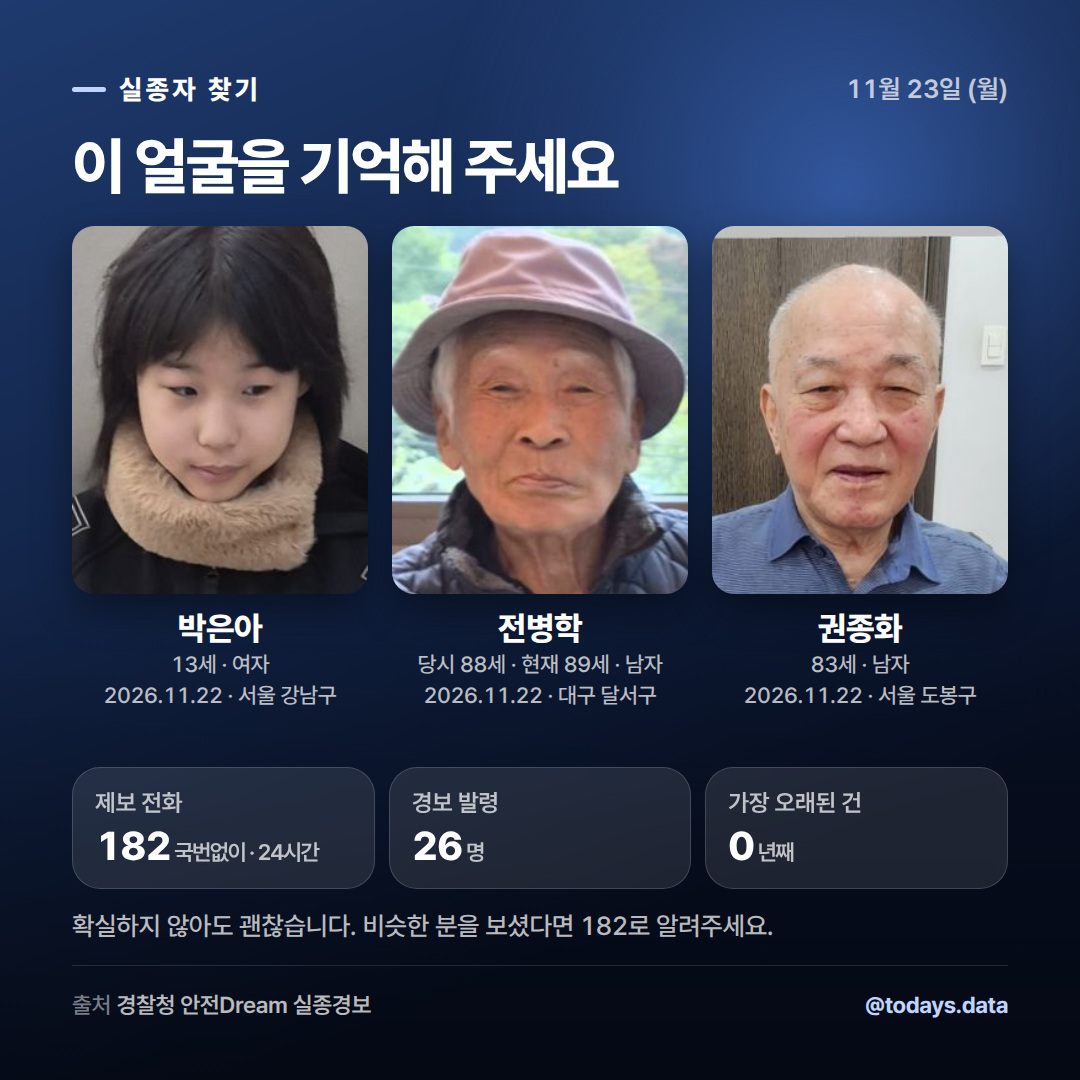 실종자 찾기
11월 23일 (월)
이 얼굴을 기억해 주세요
박은아
13세 · 여자
2026.11.22 · 서울 강남구
전병학
당시 88세 · 현재 89세 · 남자
2026.11.22 · 대구 달서구
권종화
83세 · 남자
2026.11.22 · 서울 도봉구
제보 전화
182 국번없이 · 24시간
경보 발령
26 명
가장 오래된 건
0 년째
확실하지 않아도 괜찮습니다. 비슷한 분을 보셨다면 182로 알려주세요.
출처 경찰청 안전Dream 실종경보
@todays.data